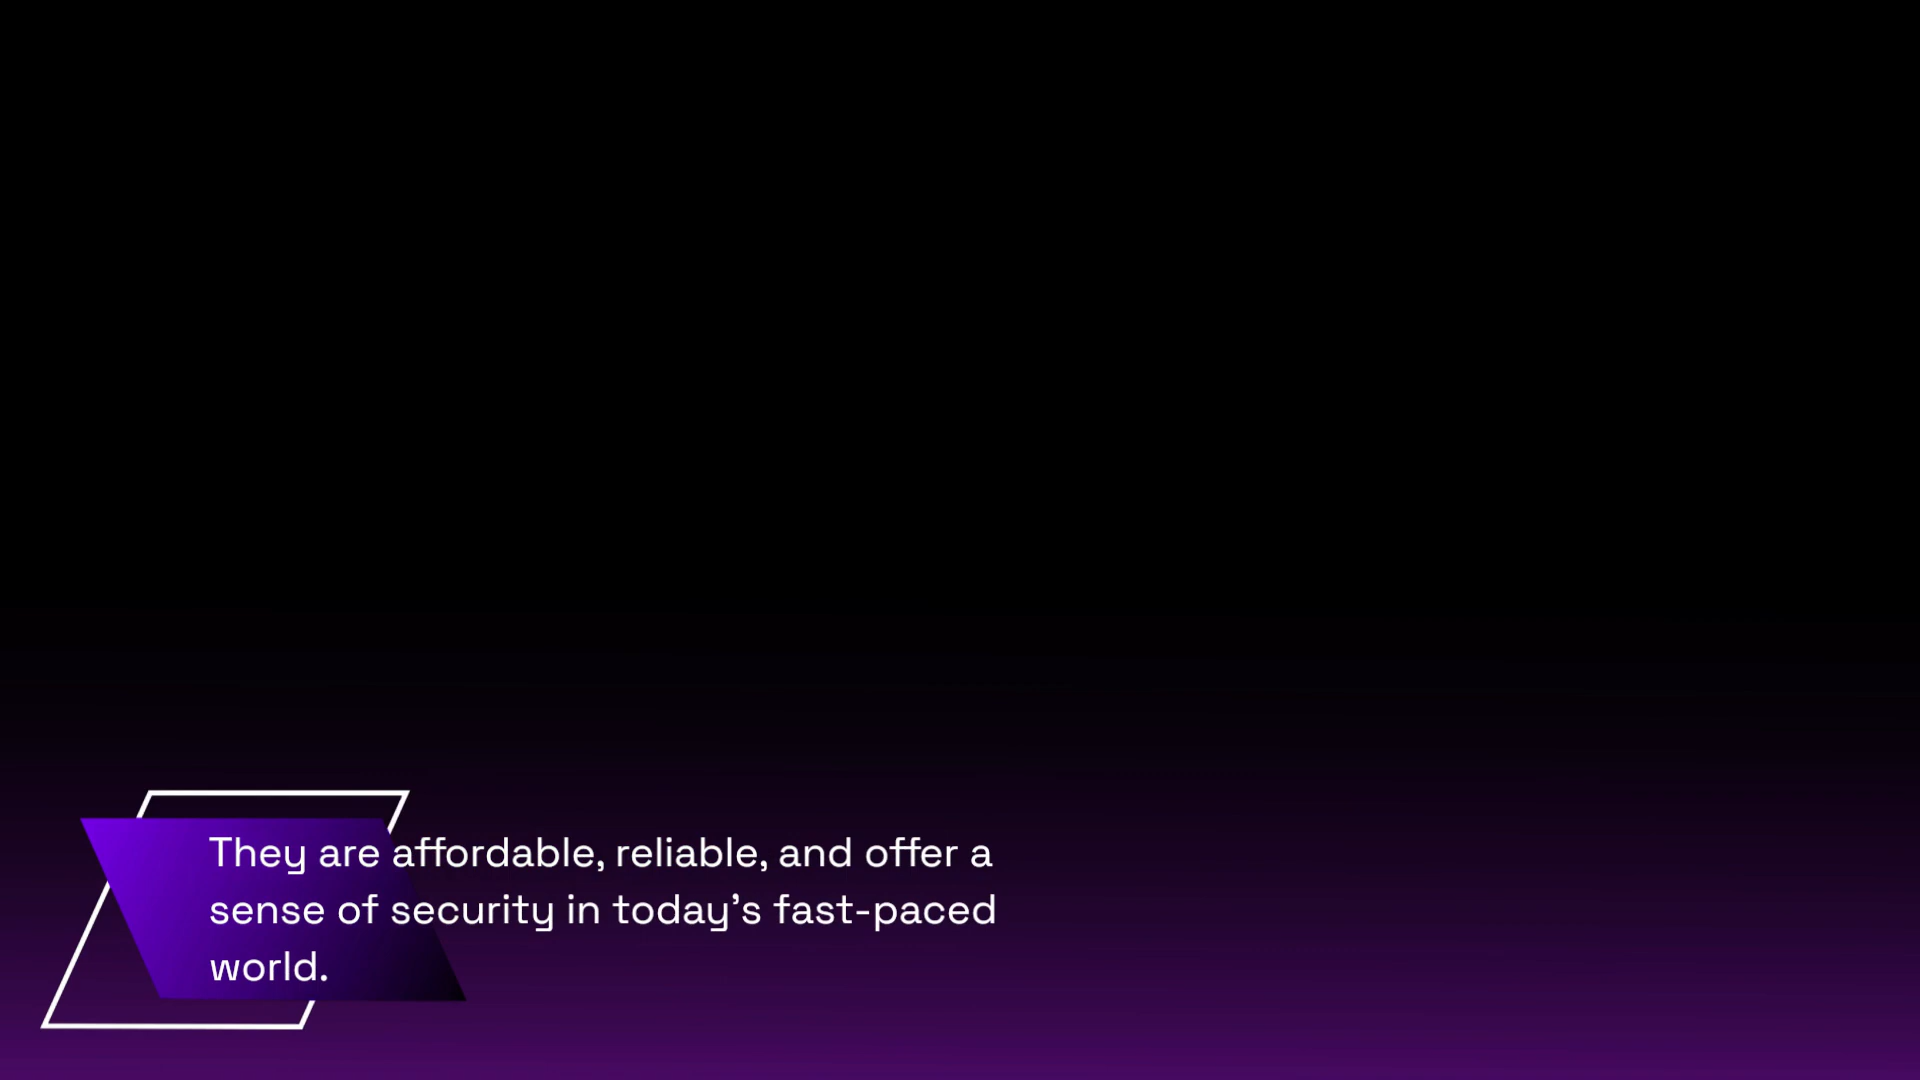 They are affordable, reliable, and offer a
sense of security in today’s fast-paced
world.